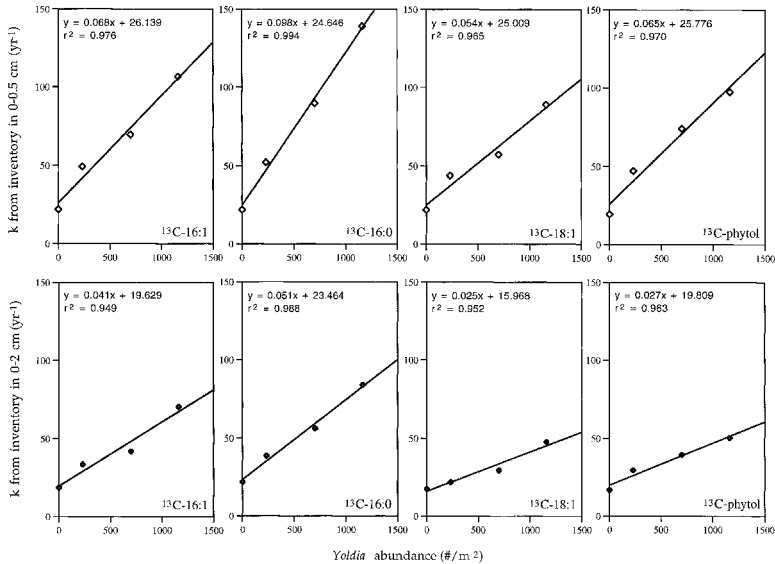 k from inventory in 0-0.5 cm (yr-1)
y = 0.068x + 26.139
r² = 0.976
150
100
50
0
0 500 1000 1500
¹³C-16:1
y = 0.098x + 24.646
r² = 0.994
150
100
50
0
0 500 1000 1500
¹³C-16:0
y = 0.054x + 25.009
r² = 0.965
150
100
50
0
0 500 1000 1500
¹³C-18:1
y = 0.065x + 25.776
r² = 0.970
150
100
50
0
0 500 1000 1500
¹³C-phytol
k from inventory in 0-2 cm (yr-1)
y = 0.041x + 19.629
r² = 0.949
150
100
50
0
0 500 1000 1500
¹³C-16:1
y = 0.051x + 23.464
r² = 0.988
150
100
50
0
0 500 1000 1500
¹³C-16:0
y = 0.025x + 15.968
r² = 0.952
150
100
50
0
0 500 1000 1500
¹³C-18:1
y = 0.027x + 19.809
r² = 0.963
150
100
50
0
0 500 1000 1500
¹³C-phytol
Yoldia abundance (#/m²)